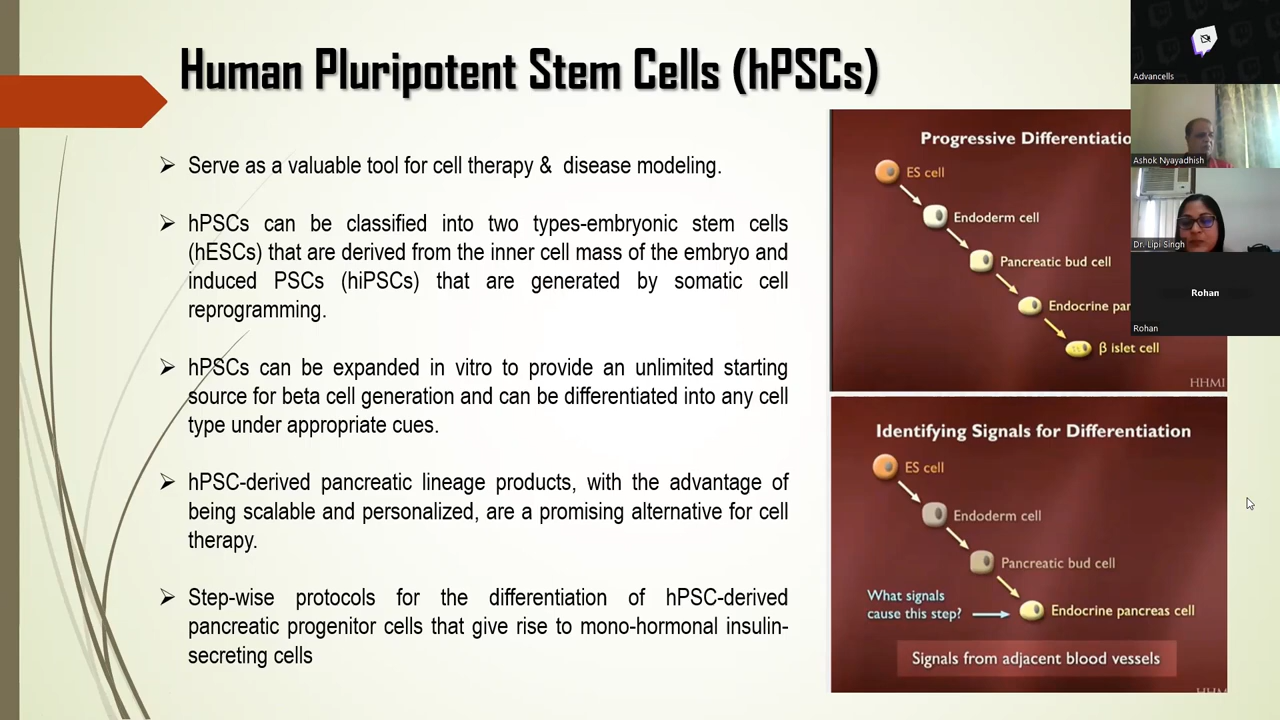 Human Pluripotent Stem Cells (hPSCs)
Serve as a valuable tool for cell therapy & disease modeling.
hPSCs can be classified into two types-embryonic stem cells
(hESCs) that are derived from the inner cell mass of the embryo and
induced PSCs (hiPSCs) that are generated by somatic cell
reprogramming.
hPSCs can be expanded in vitro to provide an unlimited starting
source for beta cell generation and can be differentiated into any cell
type under appropriate cues.
hPSC-derived pancreatic lineage products, with the advantage of
being scalable and personalized, are a promising alternative for cell
therapy.
Step-wise protocols for the differentiation of hPSC-derived
pancreatic progenitor cells that give rise to mono-hormonal insulin-
secreting cells
Progressive Differentiatio
ES cell
Endoderm cell
Pancreatic bud cell
Endocrine par
β islet cell
HHMI
Identifying Signals for Differentiation
ES cell
Endoderm cell
Pancreatic bud cell
What signals
cause this step?
Endocrine pancreas cell
Signals from adjacent blood vessels
Advancells
Ashok Nyayadhish
Dr. Lipi Singh
Rohan
Rohan